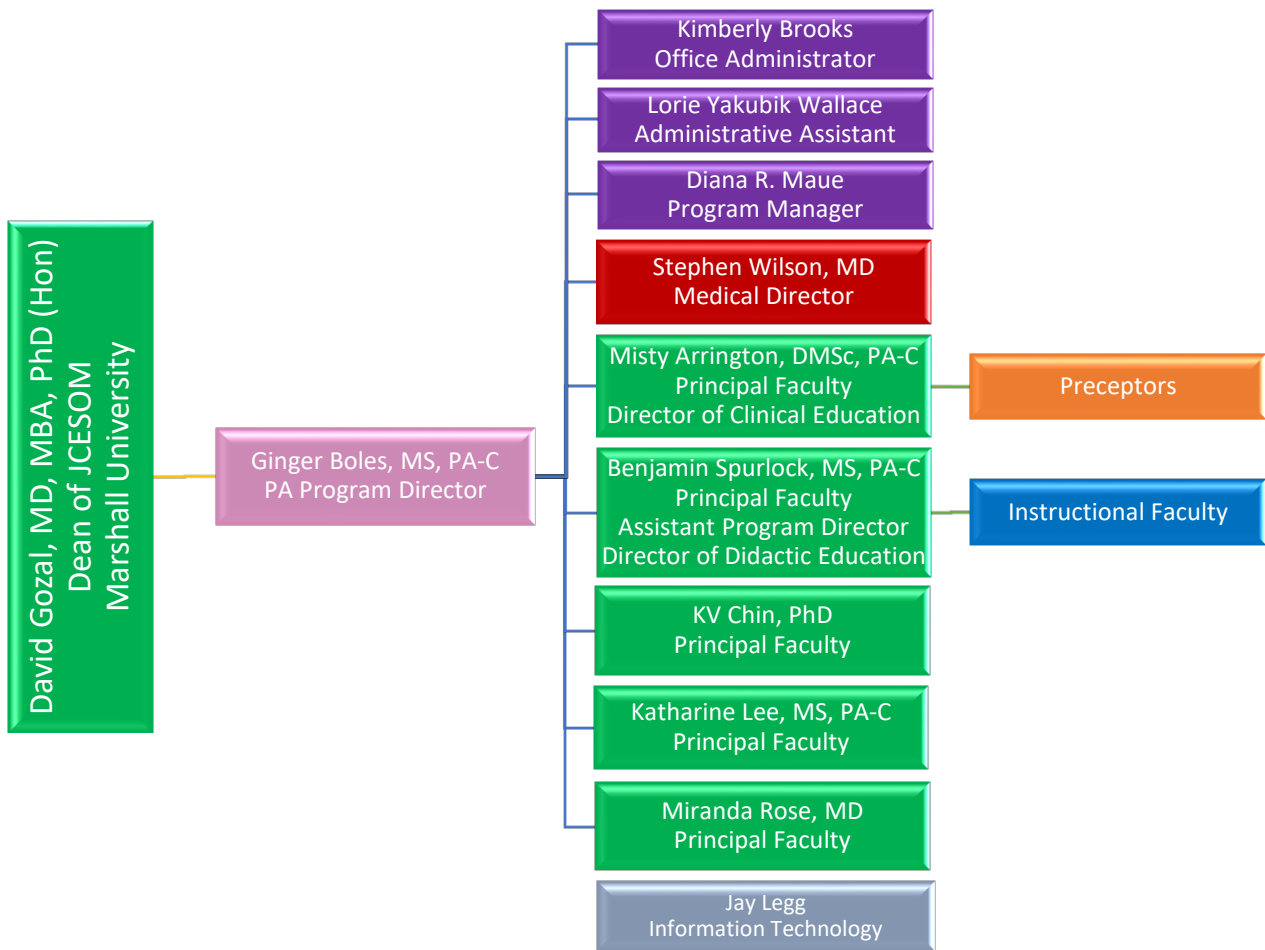 David Gozal, MD, MBA, PhD (Hon)
Dean of JCESOM
Marshall University
Ginger Boles, MS, PA-C
PA Program Director
Kimberly Brooks
Office Administrator
Lorie Yakubik Wallace
Administrative Assistant
Diana R. Maue
Program Manager
Stephen Wilson, MD
Medical Director
Misty Arrington, DMSc, PA-C
Principal Faculty
Director of Clinical Education
Preceptors
Benjamin Spurlock, MS, PA-C
Principal Faculty
Assistant Program Director
Director of Didactic Education
Instructional Faculty
KV Chin, PhD
Principal Faculty
Katharine Lee, MS, PA-C
Principal Faculty
Miranda Rose, MD
Principal Faculty
Jay Legg
Information Technology